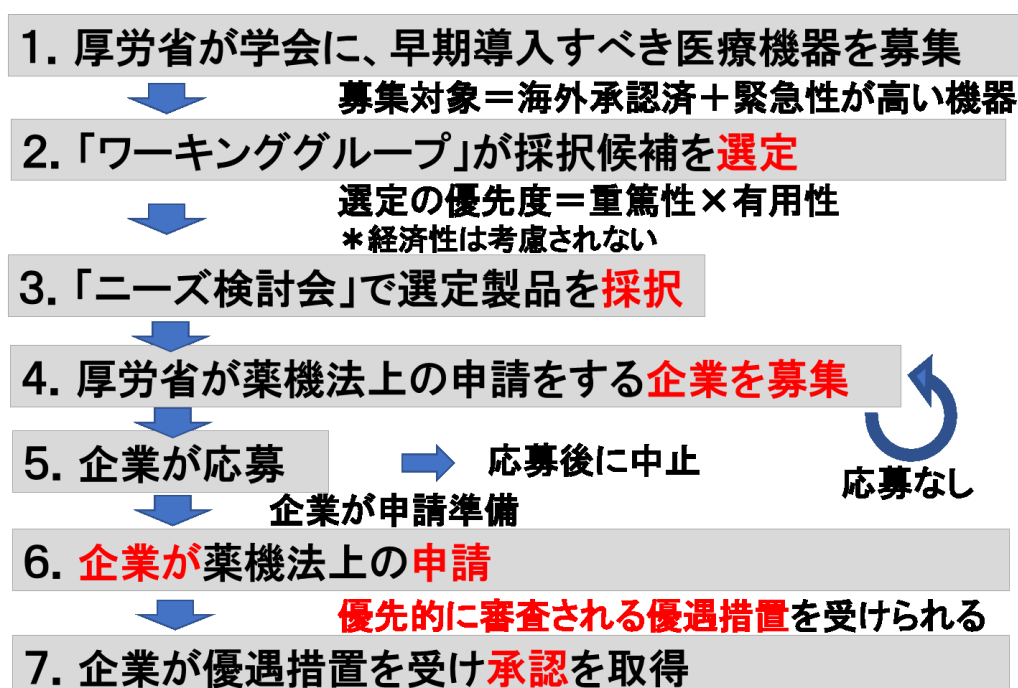 1. 厚労省が学会に、早期導入すべき医療機器を募集
募集対象＝海外承認済＋緊急性が高い機器
2.「ワーキンググループ」が採択候補を選定
選定の優先度＝重篤性×有用性
＊経済性は考慮されない
3.「ニーズ検討会」で選定製品を採択
4. 厚労省が薬機法上の申請をする企業を募集
5. 企業が応募
応募後に中止
応募なし
企業が申請準備
6. 企業が薬機法上の申請
優先的に審査される優遇措置を受けられる
7. 企業が優遇措置を受け承認を取得